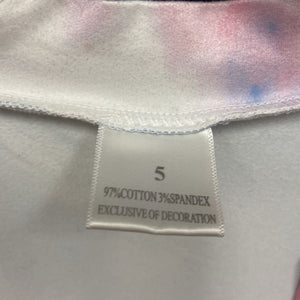 5
97%COTTON 3%SPANDEX
EXCLUSIVE OF DECORATION